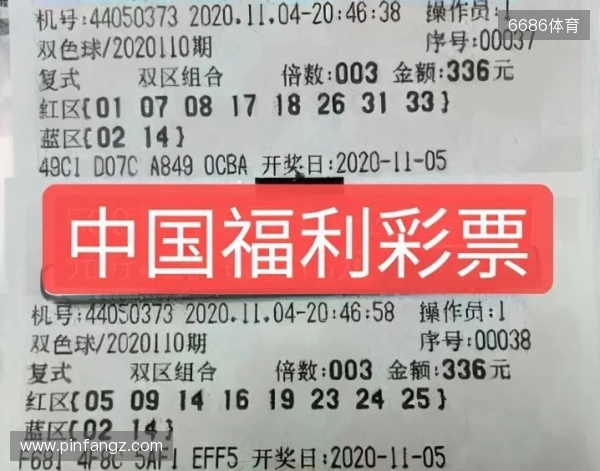 机号:44050373 2020.11.04-20:46:38 操作员:1
6686体育
双色球/2020110期 序号:00037
复式 双区组合 倍数:003 金额:336元
红区{01 07 08 17 18 26 31 33}
蓝区{02 14}
49C1 D07C A849 0CBA 开奖日:2020-11-05
中国福利彩票
机号:44050373 2020.11.04-20:46:58 操作员:1
双色球/2020110期 序号:00038
复式 双区组合 倍数:003 金额:336元
红区{05 09 14 16 19 23 24 25}
蓝区{02 14}
www.pinfangz.com
F681 4F8C 5AF1 EFF5 开奖日:2020-11-05